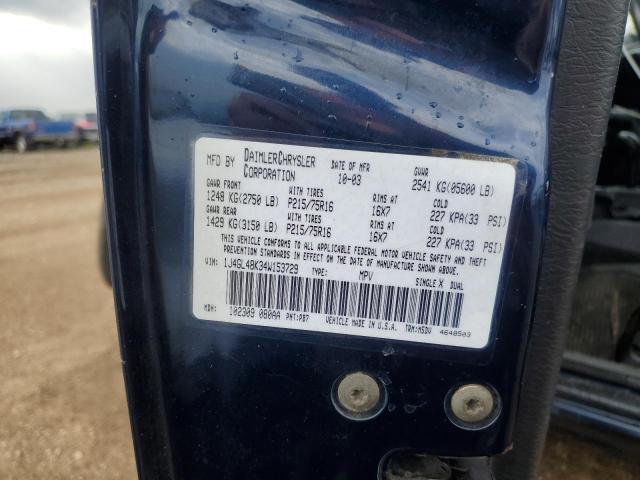 MFD BY DAIMLERCHRYSLER CORPORATION DATE OF MFR 10-03 GVWR 2541 KG(05600 LB)
GAWR FRONT WITH TIRES RIMS AT COLD
1248 KG(2750 LB) P215/75R16 16X7 227 KPA(33 PSI)
GAWR REAR WITH TIRES RIMS AT COLD
1429 KG(3150 LB) P215/75R16 16X7 227 KPA(33 PSI)
THIS VEHICLE CONFORMS TO ALL APPLICABLE FEDERAL MOTOR VEHICLE SAFETY AND THEFT
PREVENTION STANDARDS IN EFFECT ON THE DATE OF MANUFACTURE SHOWN ABOVE.
VIN: 1J4GL48K34W153729 TYPE: MPV SINGLE X DUAL
MDH: 102309 080AA PNT:PB7 VEHICLE MADE IN U.S.A. TRM:M5DV 4648503